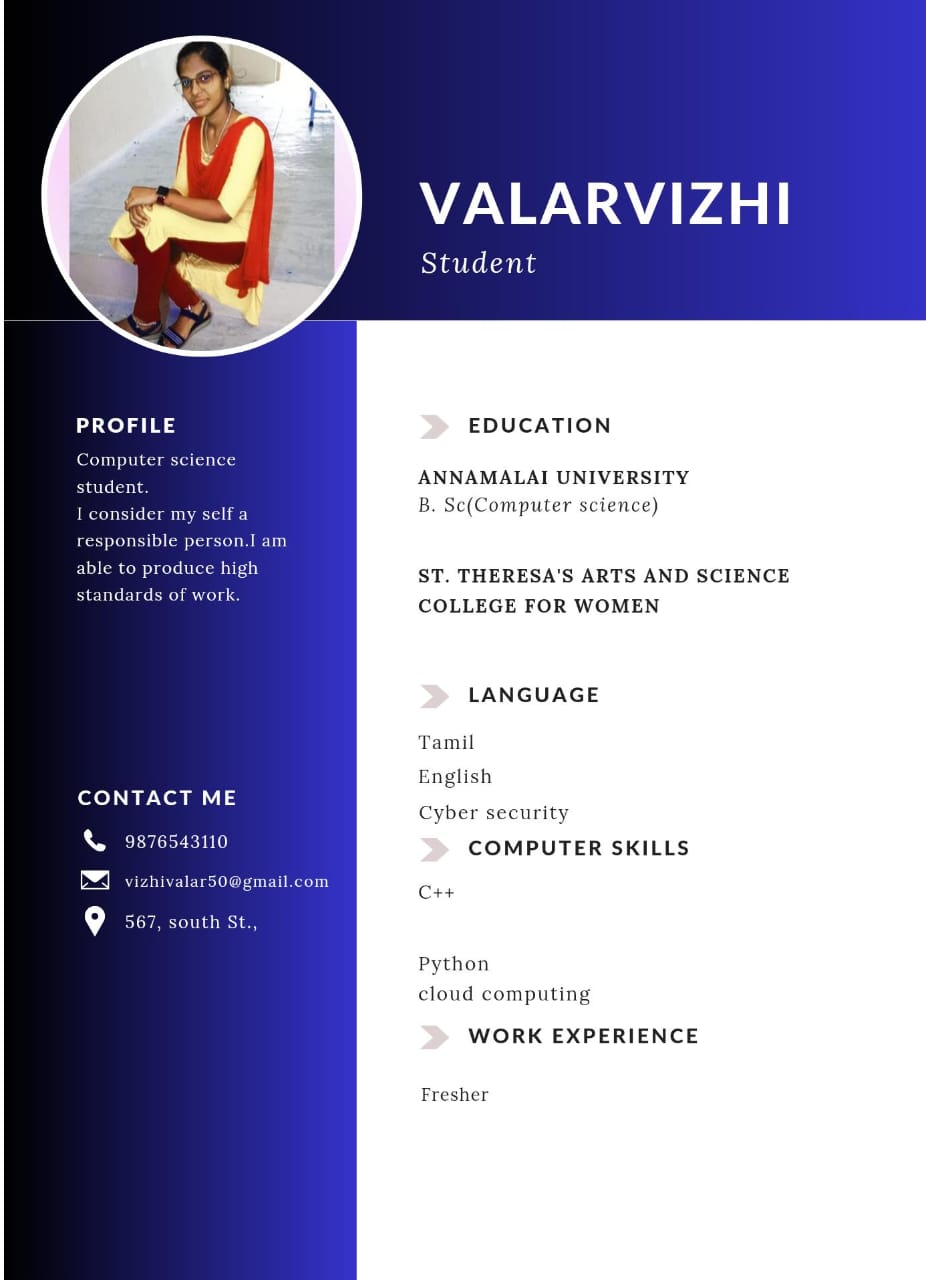 VALARVIZHI
Student
PROFILE
Computer science
student.
I consider my self a
responsible person.I am
able to produce high
standards of work.
CONTACT ME
9876543110
vizhivalar50@gmail.com
567, south St.,
EDUCATION
ANNAMALAI UNIVERSITY
B. Sc(Computer science)
ST. THERESA'S ARTS AND SCIENCE
COLLEGE FOR WOMEN
LANGUAGE
Tamil
English
Cyber security
COMPUTER SKILLS
C++
Python
cloud computing
WORK EXPERIENCE
Fresher